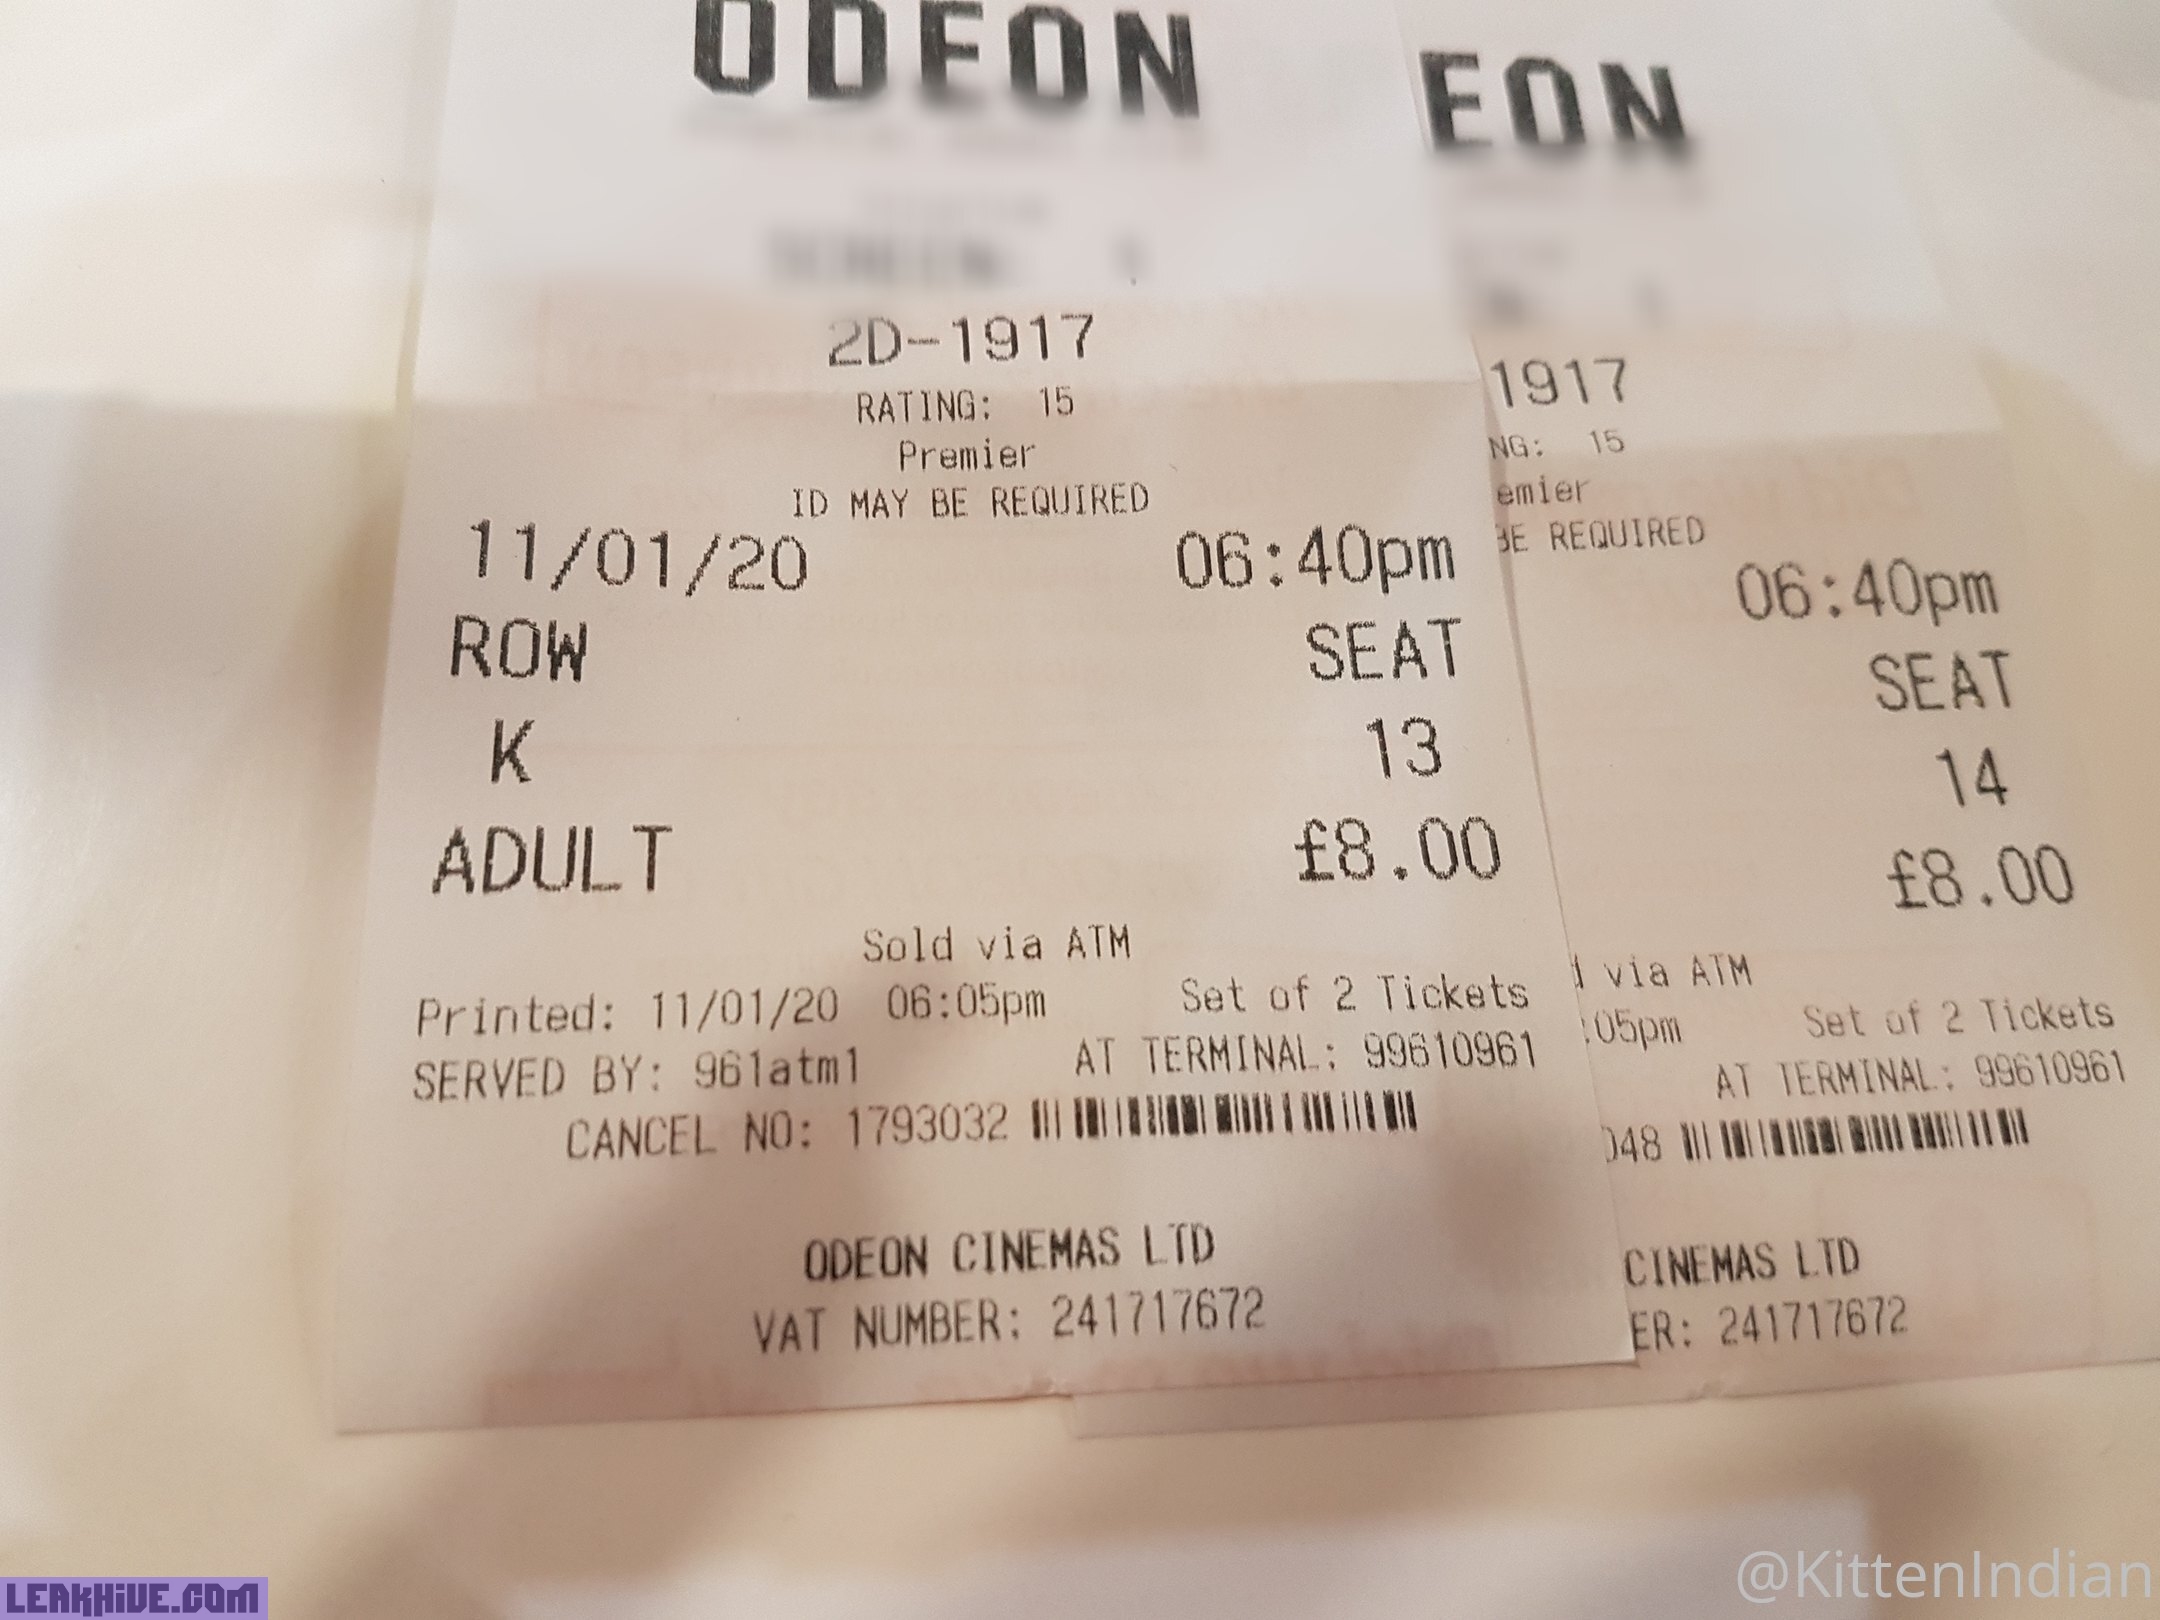 ODEON
SCREEN: 1
2D-1917
RATING: 15
Premier
ID MAY BE REQUIRED
11/01/20 06:40pm
ROW SEAT
K 13
ADULT £8.00
Sold via ATM
Printed: 11/01/20 06:05pm Set of 2 Tickets
SERVED BY: 961atm1 AT TERMINAL: 99610961
CANCEL NO: 1793032
ODEON CINEMAS LTD
VAT NUMBER: 241717672
EON
1917
NG: 15
emier
BE REQUIRED
06:40pm
SEAT
14
£8.00
via ATM
:05pm Set of 2 Tickets
AT TERMINAL: 99610961
048
CINEMAS LTD
ER: 241717672
LEAKHIVE.COM
@KittenIndian